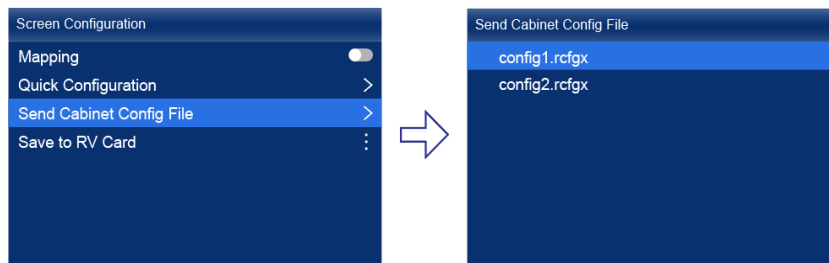 Screen Configuration
Mapping
Quick Configuration
Send Cabinet Config File
Save to RV Card
Send Cabinet Config File
config1.rcfgx
config2.rcfgx